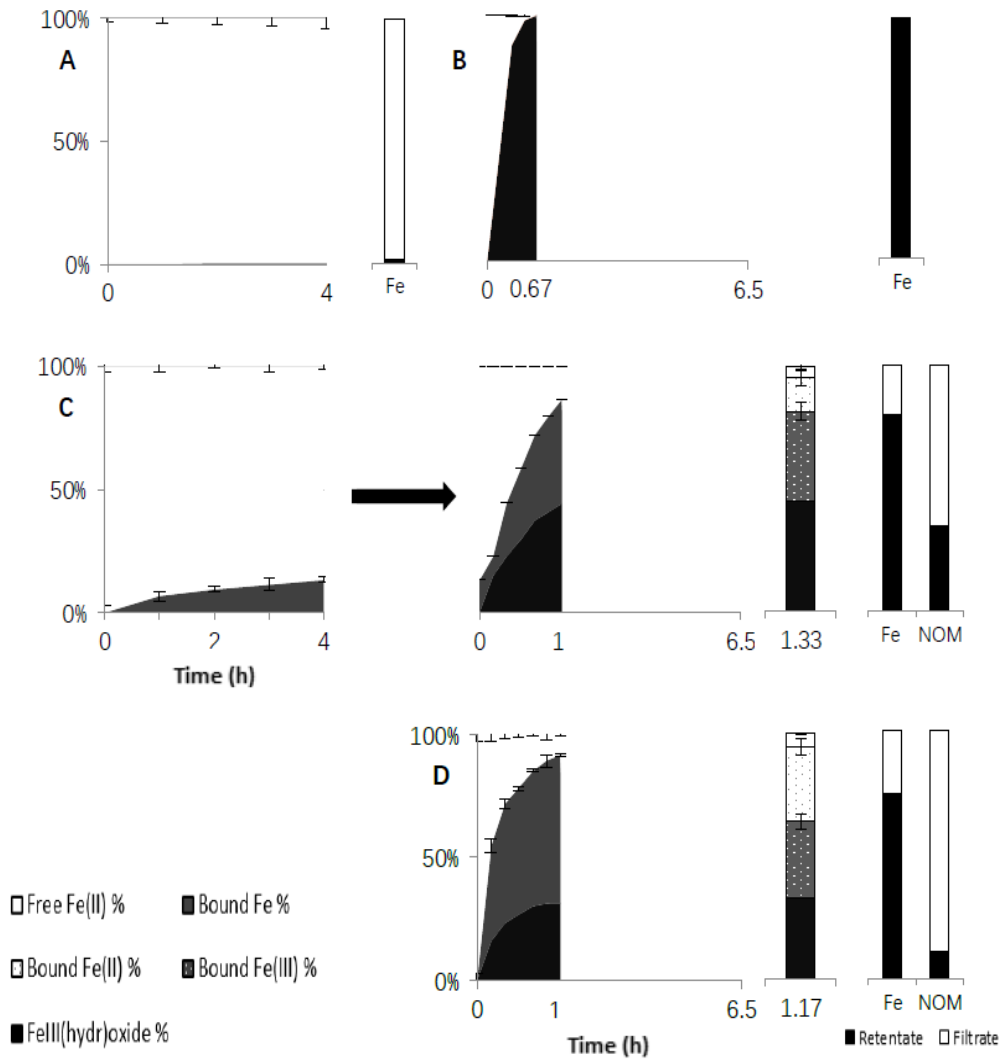 100%
A
50%
0%
0
4
Fe
B
0
0.67
6.5
Fe
100%
C
50%
0%
0
2
4
Time (h)
0
1
6.5
1.33
Fe
NOM
100%
D
50%
0%
0
1
6.5
1.17
Fe
NOM
Time (h)
Free Fe(II) %
Bound Fe %
Bound Fe(II) %
Bound Fe(III) %
FeIII(hydr)oxide %
Retentate
Filtrate